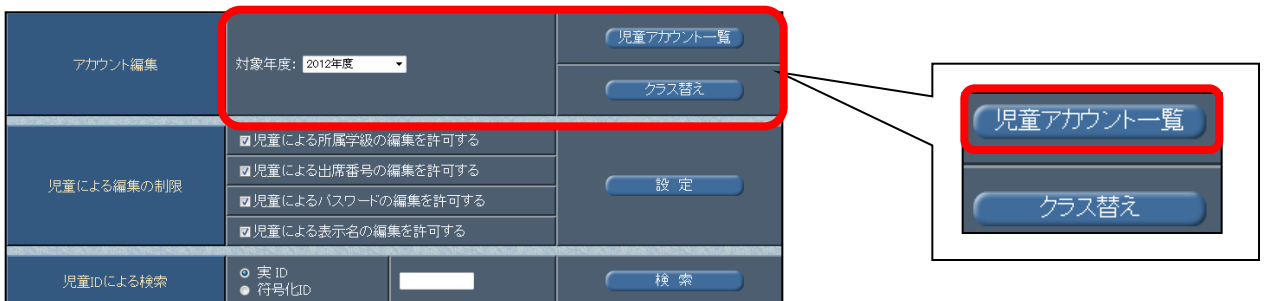 アカウント編集
対象年度: 2012年度
児童アカウント一覧
クラス替え
児童による編集の制限
児童による所属学級の編集を許可する
児童による出席番号の編集を許可する
児童によるパスワードの編集を許可する
児童による表示名の編集を許可する
設 定
児童IDによる検索
実ID
符号化ID
検 索
児童アカウント一覧
クラス替え